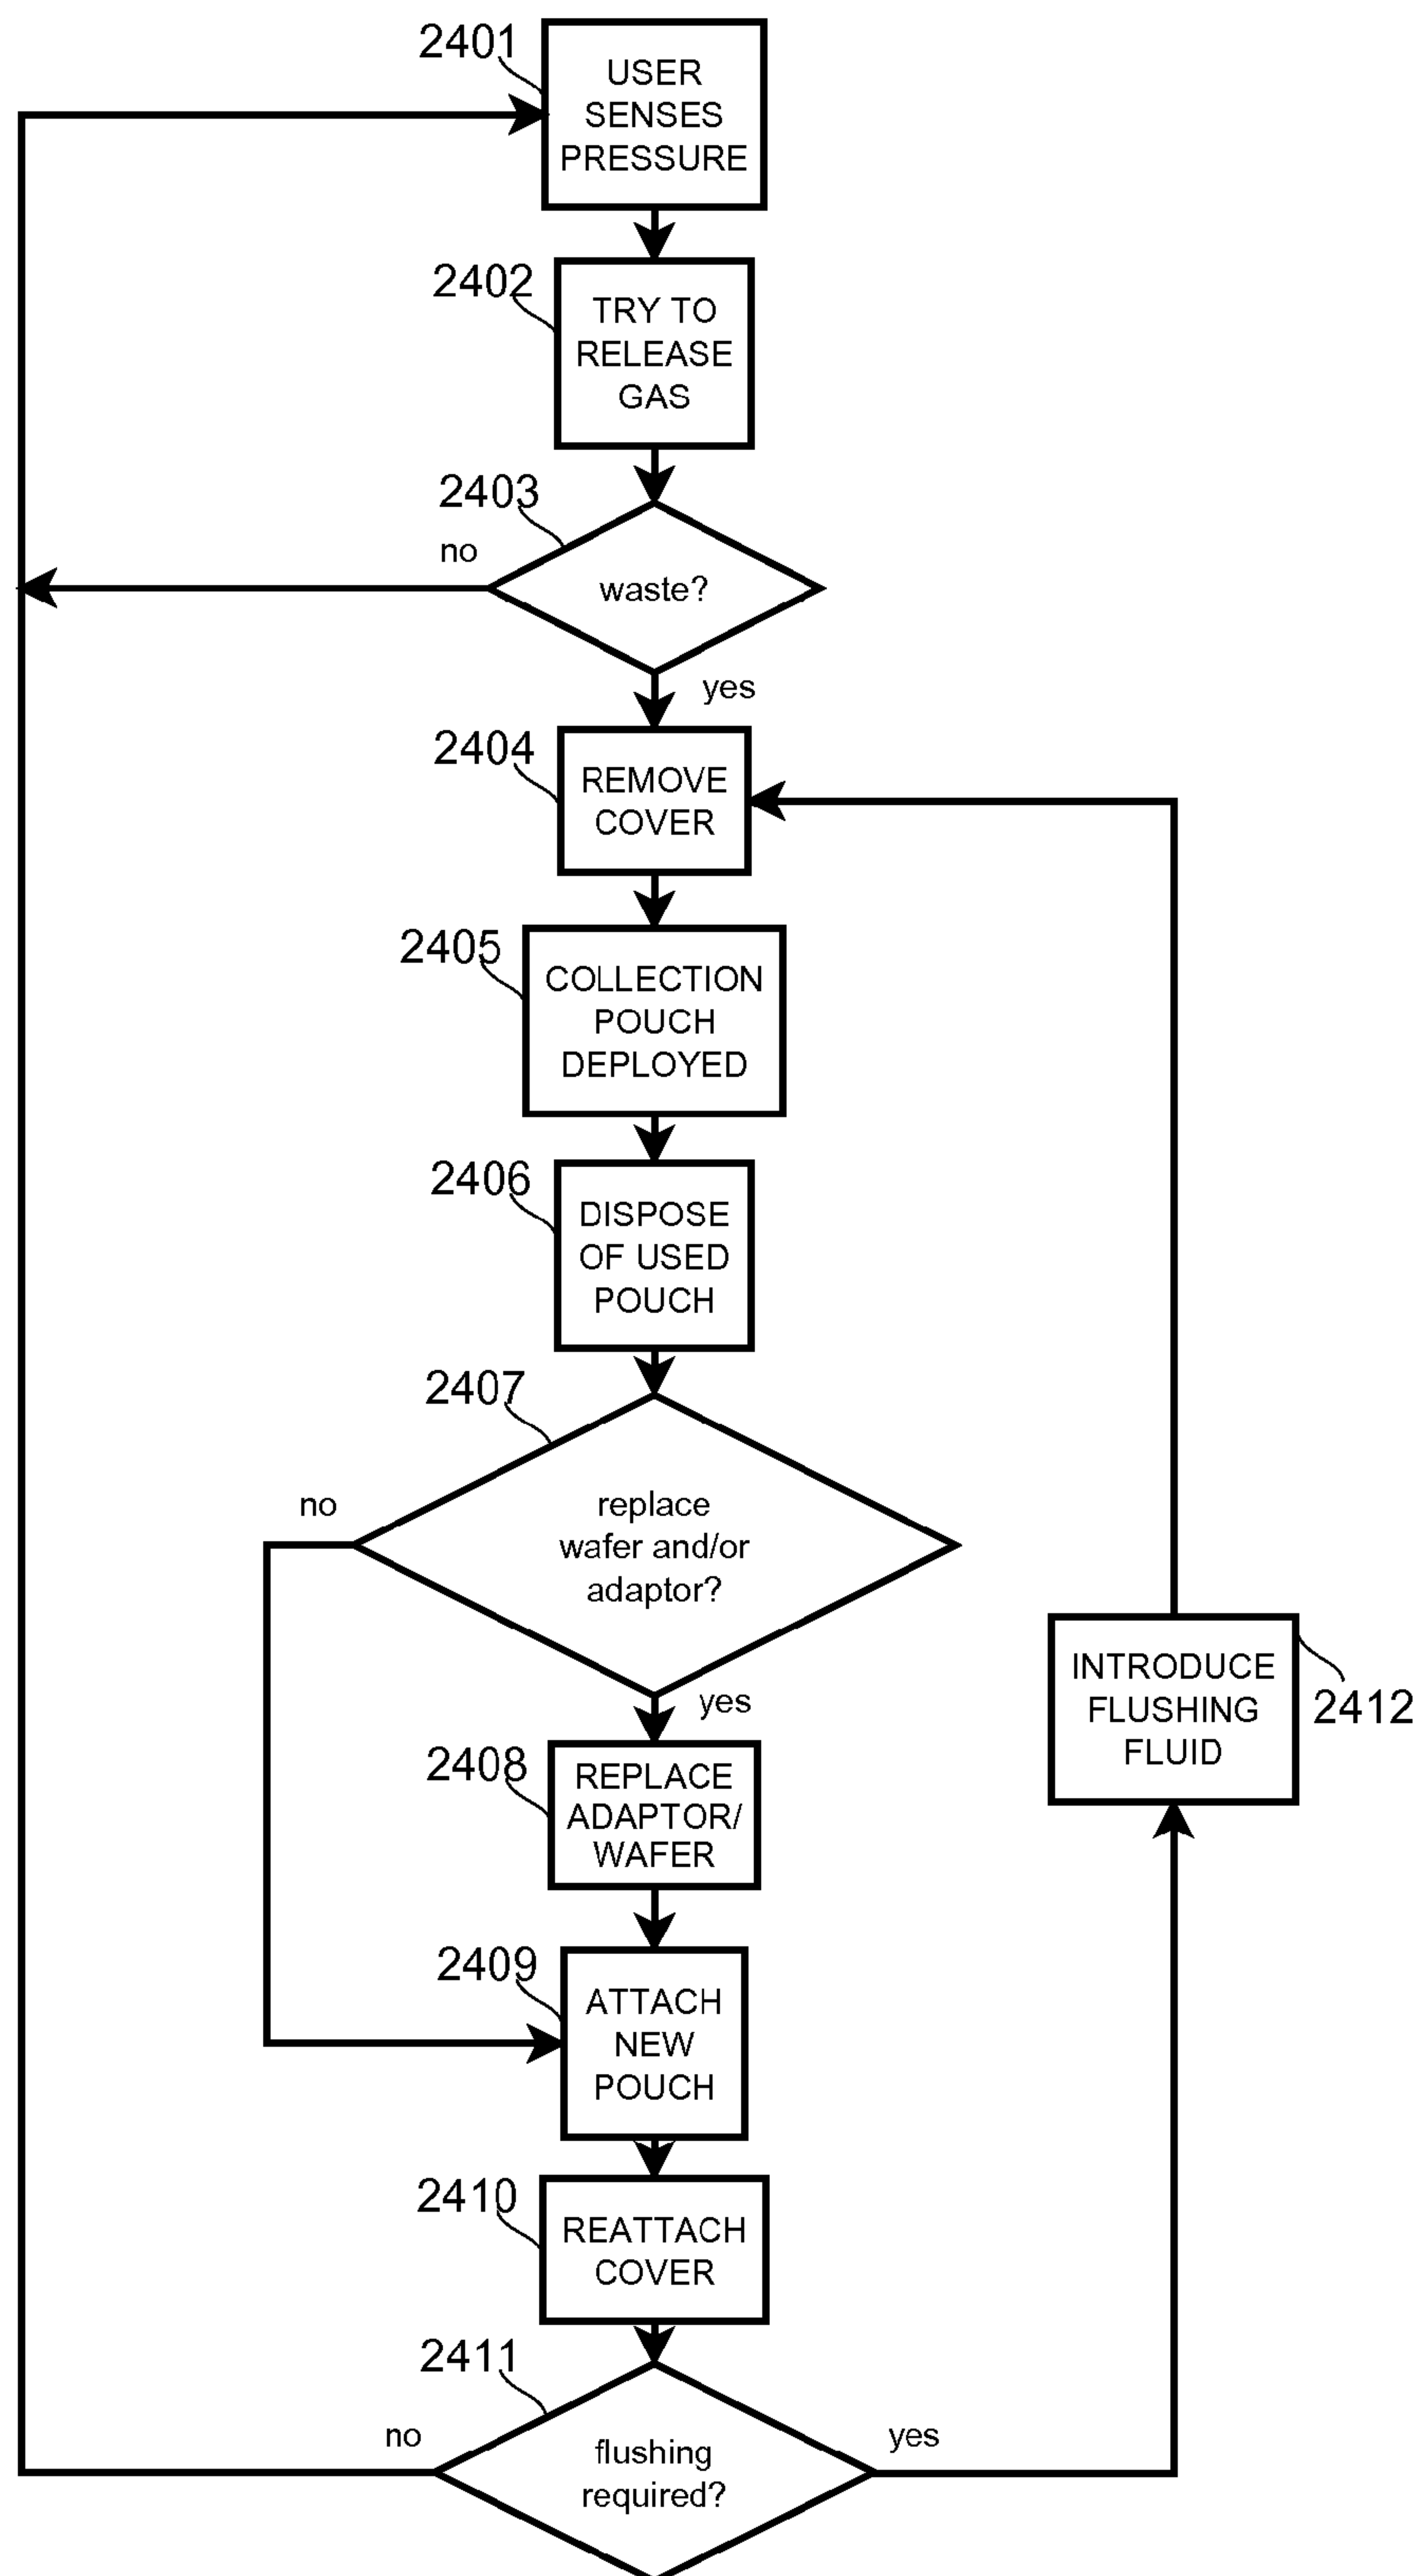 2401
USER
SENSES
PRESSURE
2402
TRY TO
RELEASE
GAS
2403
no
waste?
yes
2404
REMOVE
COVER
2405
COLLECTION
POUCH
DEPLOYED
2406
DISPOSE
OF USED
POUCH
2407
no
replace
wafer and/or
adaptor?
yes
INTRODUCE
FLUSHING
FLUID
2412
2408
REPLACE
ADAPTOR/
WAFER
2409
ATTACH
NEW
POUCH
2410
REATTACH
COVER
2411
no
flushing
required?
yes